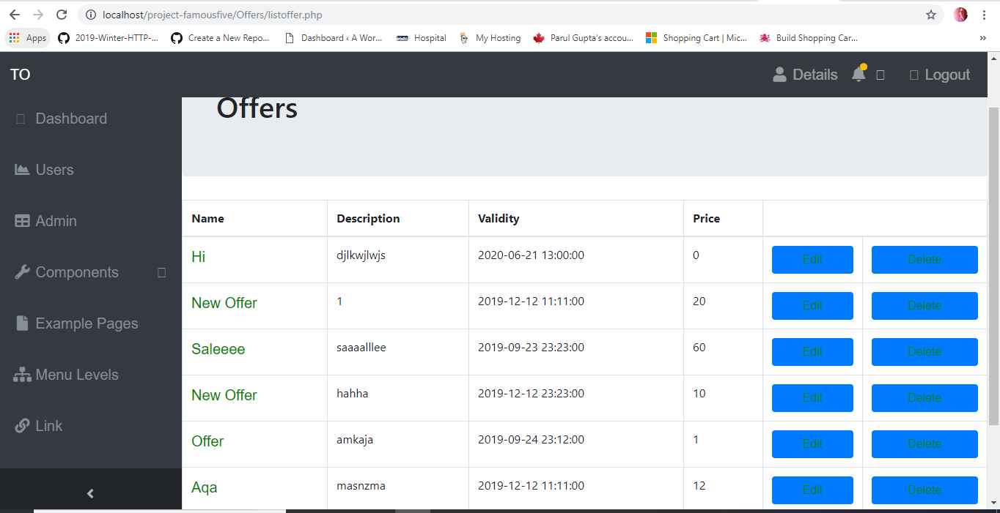 localhost/project-famousfive/Offers/listoffer.php
Apps 2019-Winter-HTTP-... Create a New Repo... Dashboard ‹ A Wor... Hospital My Hosting Parul Gupta's accou... Shopping Cart | Mic... Build Shopping Car... »
TO Details Logout
Dashboard
Users
Admin
Components
Example Pages
Menu Levels
Link
Offers
Name Description Validity Price
Hi djlkwjlwjs 2020-06-21 13:00:00 0 Edit Delete
New Offer 1 2019-12-12 11:11:00 20 Edit Delete
Saleeee saaaalllee 2019-09-23 23:23:00 60 Edit Delete
New Offer hahha 2019-12-12 23:23:00 10 Edit Delete
Offer amkaja 2019-09-24 23:12:00 1 Edit Delete
Aqa masnzma 2019-12-12 11:11:00 12 Edit Delete